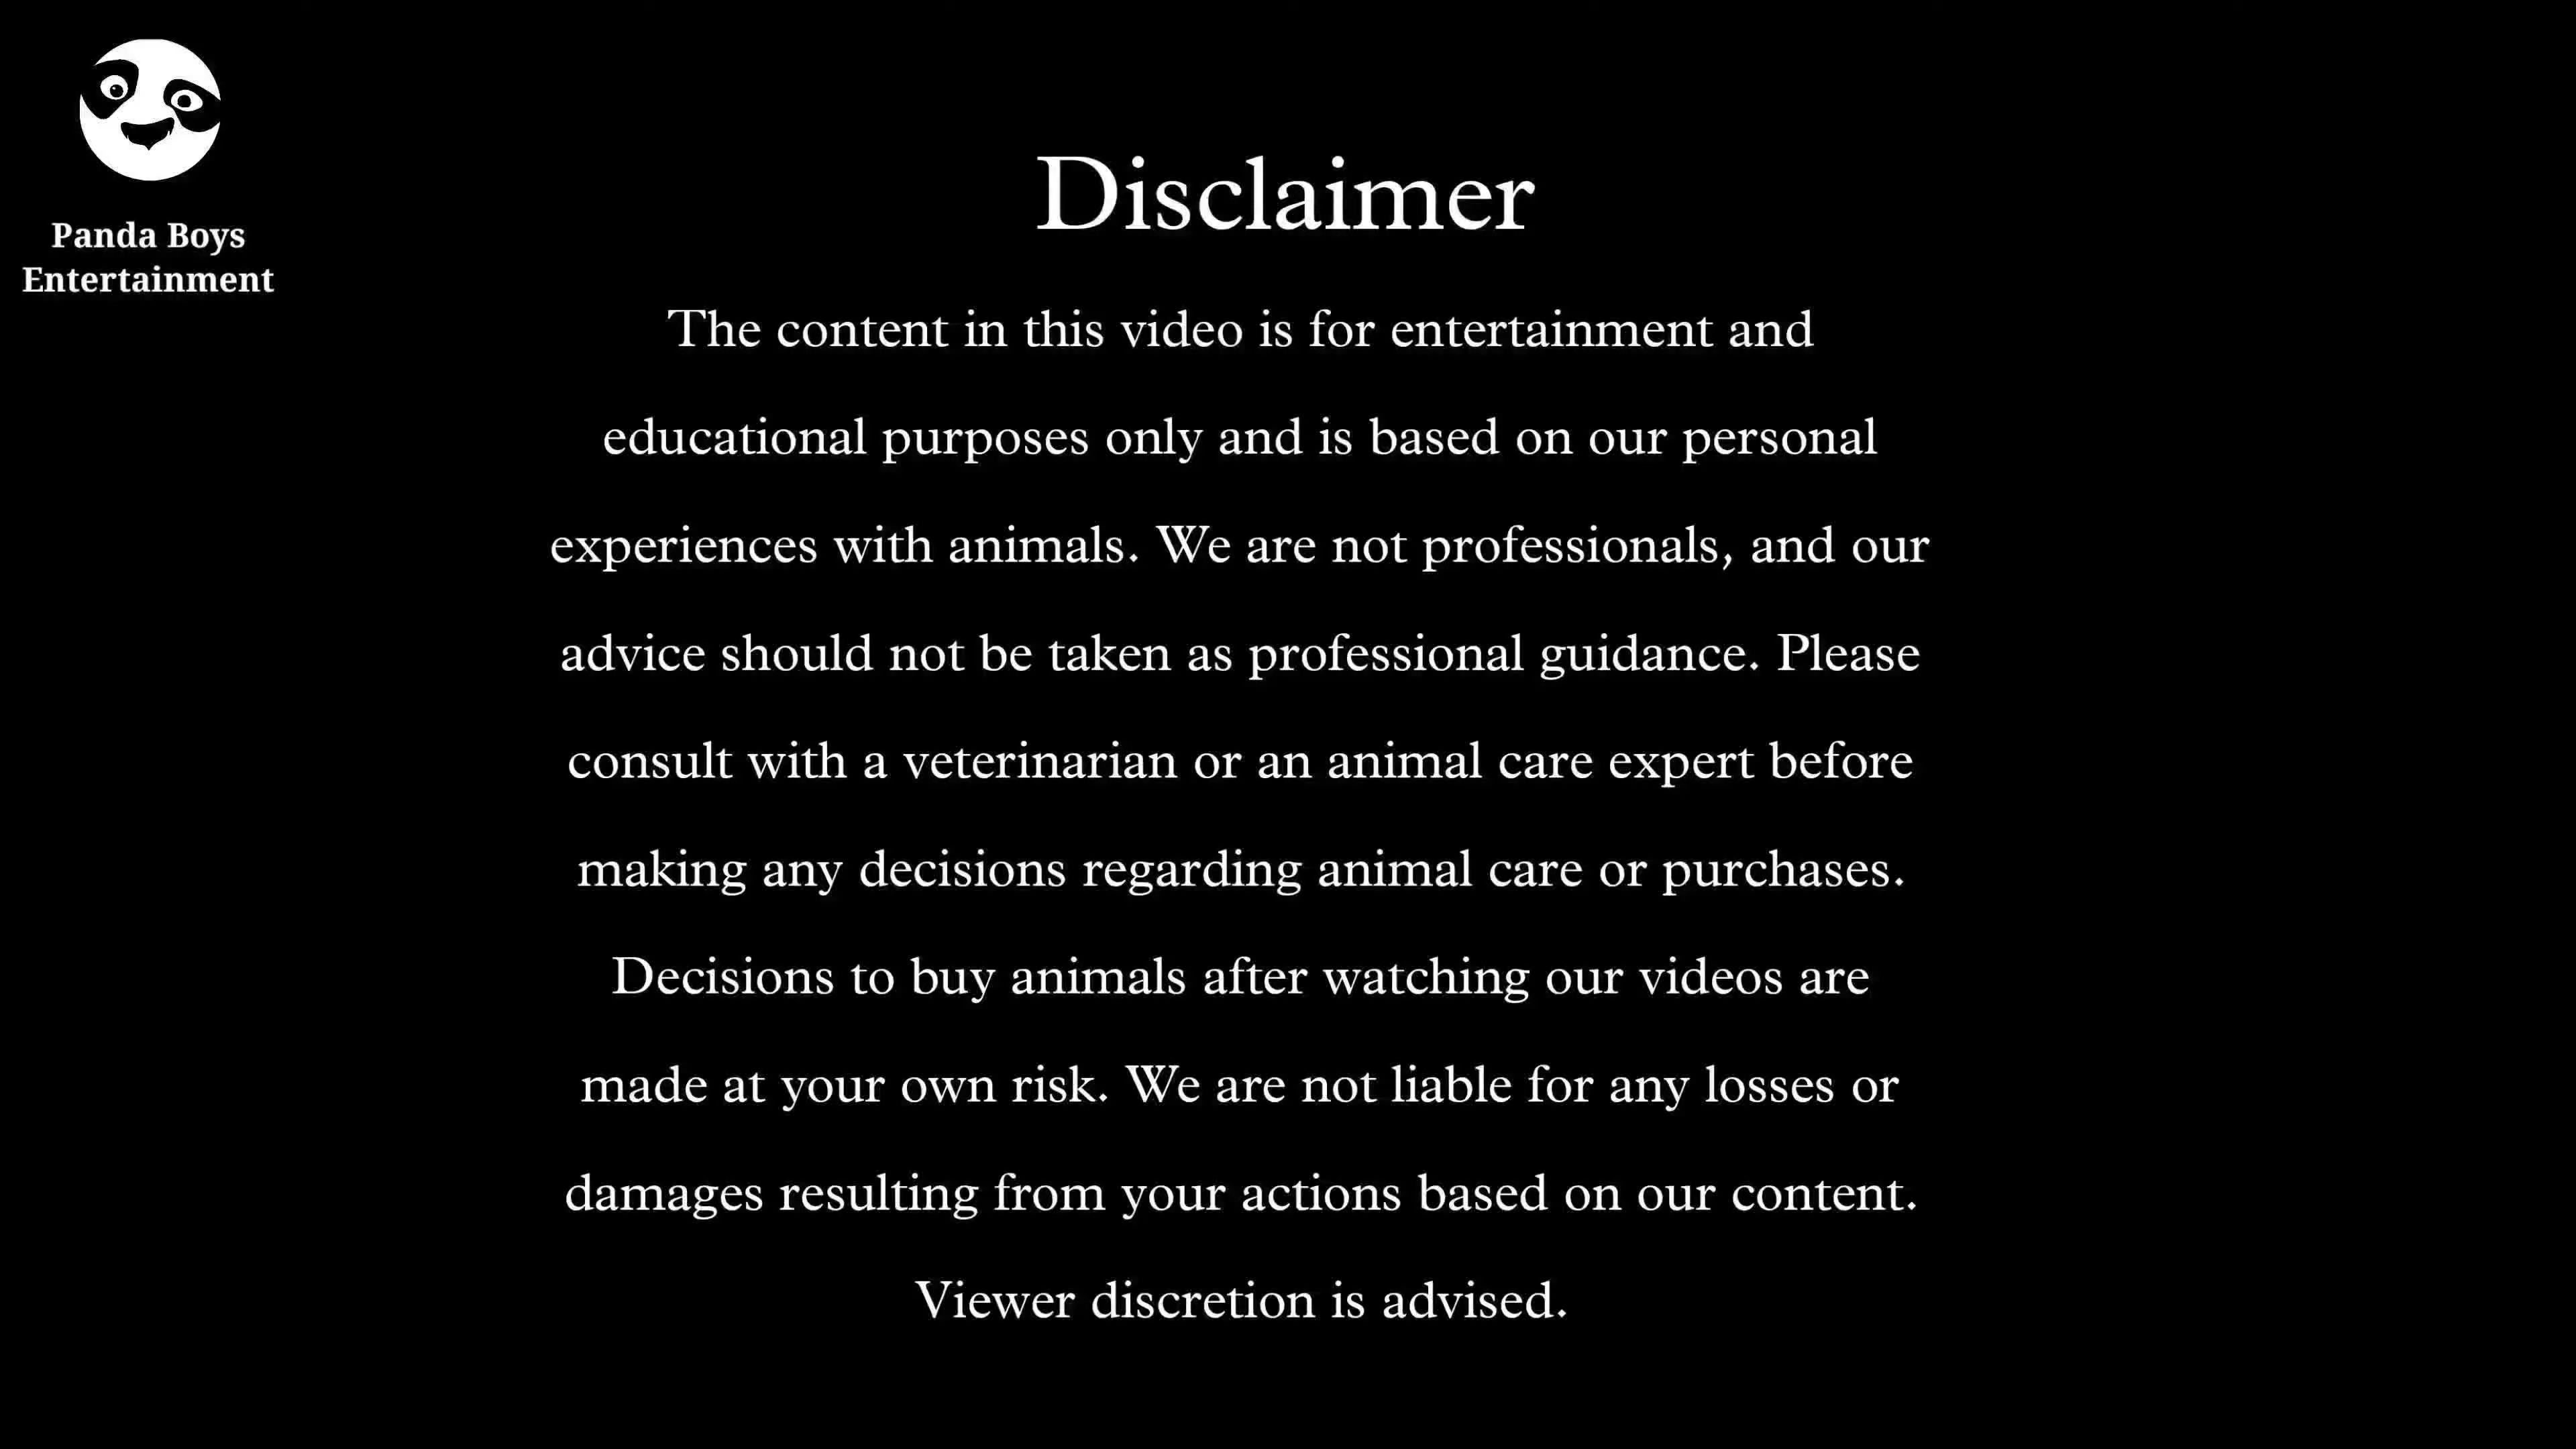 Panda Boys
Entertainment
Disclaimer
The content in this video is for entertainment and
educational purposes only and is based on our personal
experiences with animals. We are not professionals, and our
advice should not be taken as professional guidance. Please
consult with a veterinarian or an animal care expert before
making any decisions regarding animal care or purchases.
Decisions to buy animals after watching our videos are
made at your own risk. We are not liable for any losses or
damages resulting from your actions based on our content.
Viewer discretion is advised.